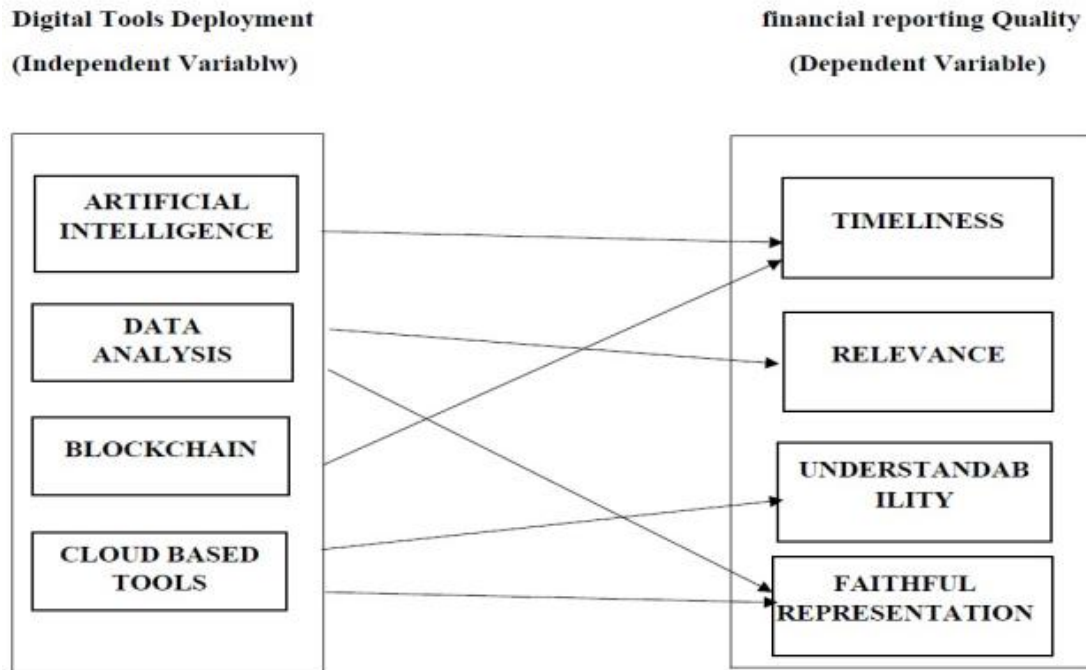 Digital Tools Deployment
(Independent Variablw)
financial reporting Quality
(Dependent Variable)
ARTIFICIAL
INTELLIGENCE
DATA
ANALYSIS
BLOCKCHAIN
CLOUD BASED
TOOLS
TIMELINESS
RELEVANCE
UNDERSTANDAB
ILITY
FAITHFUL
REPRESENTATION